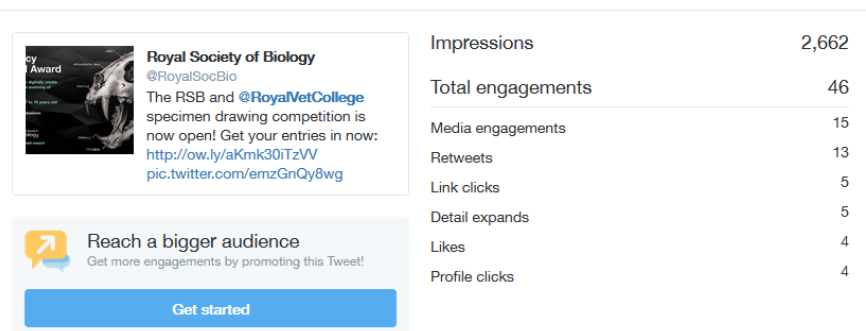 cy
l Award
Royal Society of Biology
@RoyalSocBio
The RSB and @RoyalVetCollege
specimen drawing competition is
now open! Get your entries in now:
http://ow.ly/aKmk30iTzVV
pic.twitter.com/emzGnQy8wg
Reach a bigger audience
Get more engagements by promoting this Tweet!
Get started
Impressions 2,662
Total engagements 46
Media engagements 15
Retweets 13
Link clicks 5
Detail expands 5
Likes 4
Profile clicks 4